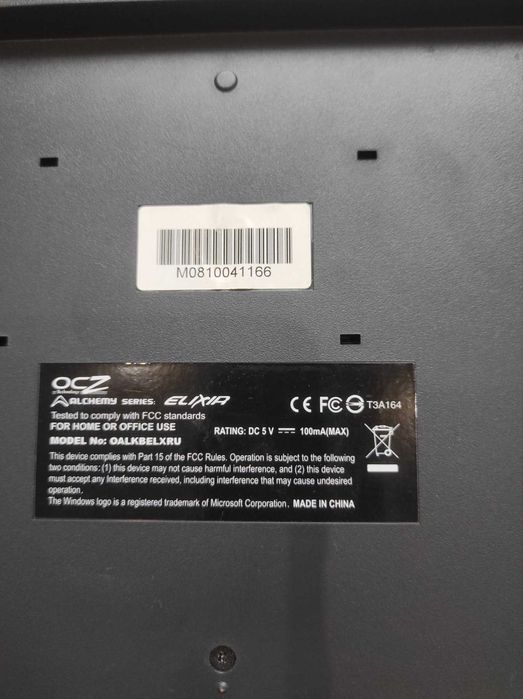 M0810041166
OCZ
Technology
ALCHEMY SERIES: ELIXIR
Tested to comply with FCC standards
FOR HOME OR OFFICE USE
MODEL No: OALKBELXRU
CE FC T3A164
RATING: DC 5 V 100mA(MAX)
This device complies with Part 15 of the FCC Rules. Operation is subject to the following
two conditions: (1) this device may not cause harmful interference, and (2) this device
must accept any Interference received, including interference that may cause undesired
operation.
The Windows logo is a registered trademark of Microsoft Corporation. MADE IN CHINA